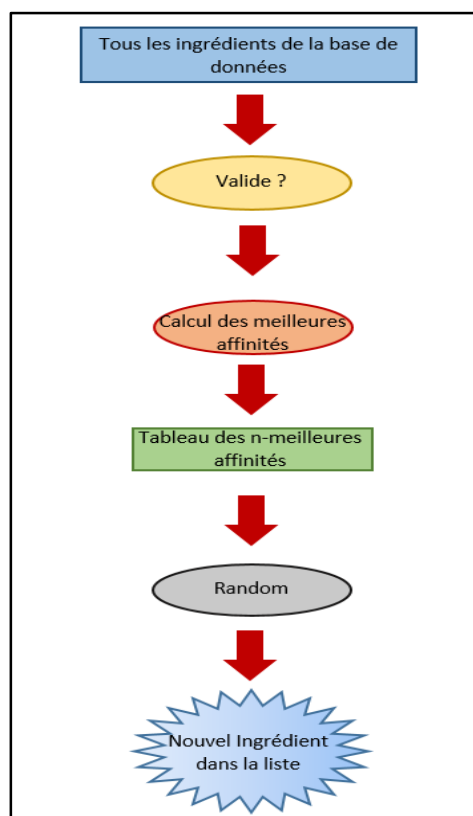 Tous les ingrédients de la base de
données
Valide ?
Calcul des meilleures
affinités
Tableau des n-meilleures
affinités
Random
Nouvel Ingrédient
dans la liste